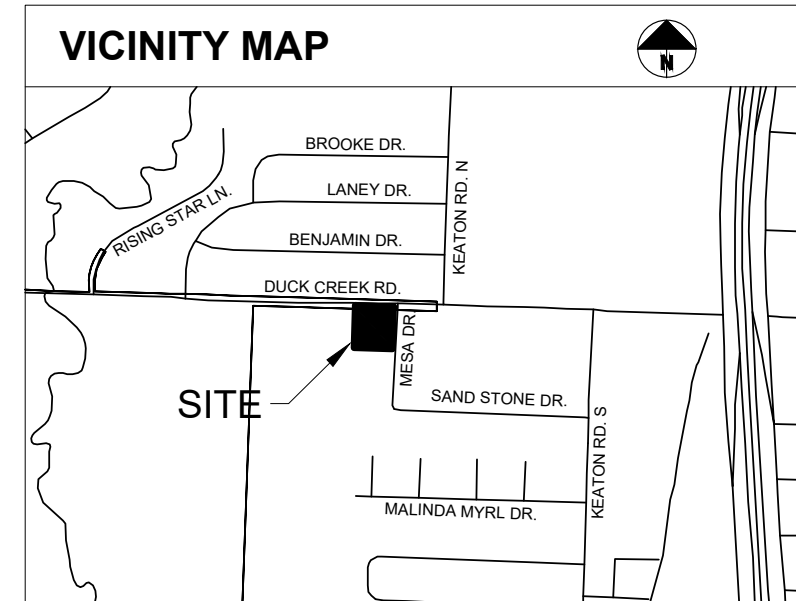 VICINITY MAP
N
BROOKE DR.
LANEY DR.
RISING STAR LN.
KEATON RD. N
BENJAMIN DR.
DUCK CREEK RD.
MESA DR.
SITE
SAND STONE DR.
KEATON RD. S
MALINDA MYRL DR.